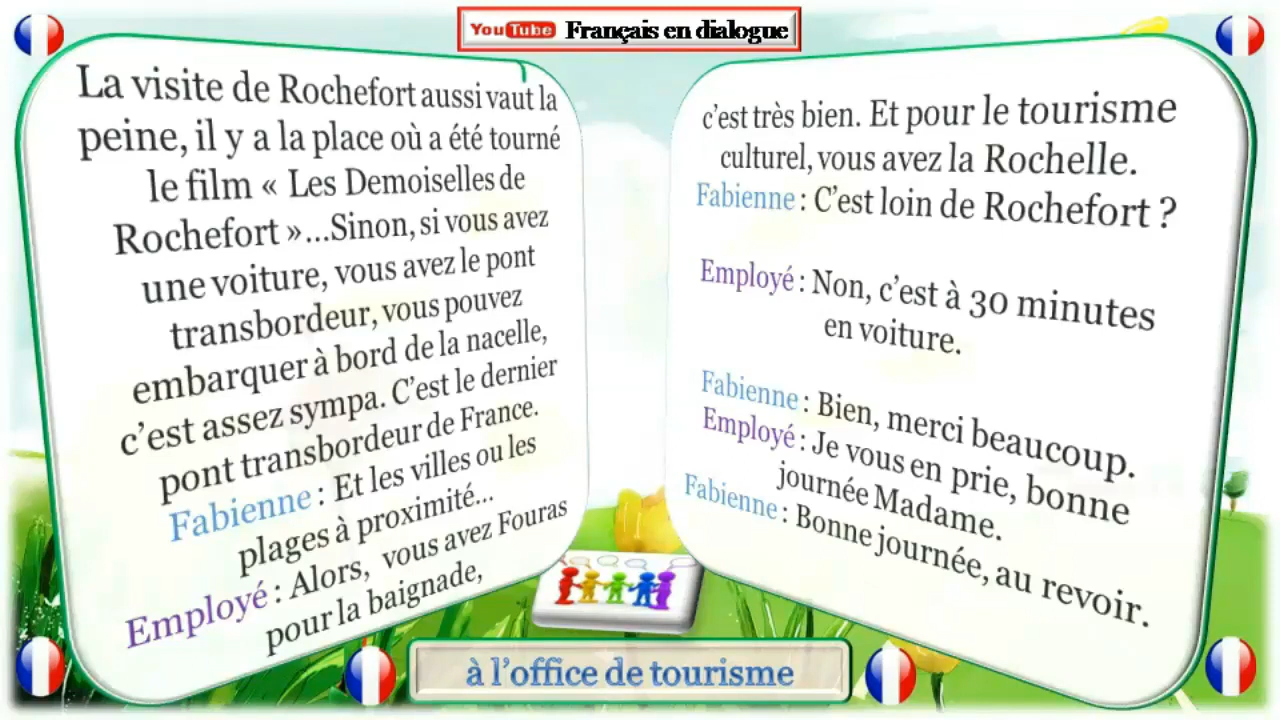 YouTube Français en dialogue
La visite de Rochefort aussi vaut la
peine, il y a la place où a été tourné
le film « Les Demoiselles de
Rochefort »...Sinon, si vous avez
une voiture, vous avez le pont
transbordeur, vous pouvez
embarquer à bord de la nacelle,
c'est assez sympa. C'est le dernier
pont transbordeur de France.
Fabienne : Et les villes ou les
plages à proximité...
Employé : Alors, vous avez Fouras
pour la baignade,
c'est très bien. Et pour le tourisme
culturel, vous avez la Rochelle.
Fabienne : C'est loin de Rochefort ?
Employé : Non, c'est à 30 minutes
en voiture.
Fabienne : Bien, merci beaucoup.
Employé : Je vous en prie, bonne
journée Madame.
Fabienne : Bonne journée, au revoir.
à l'office de tourisme